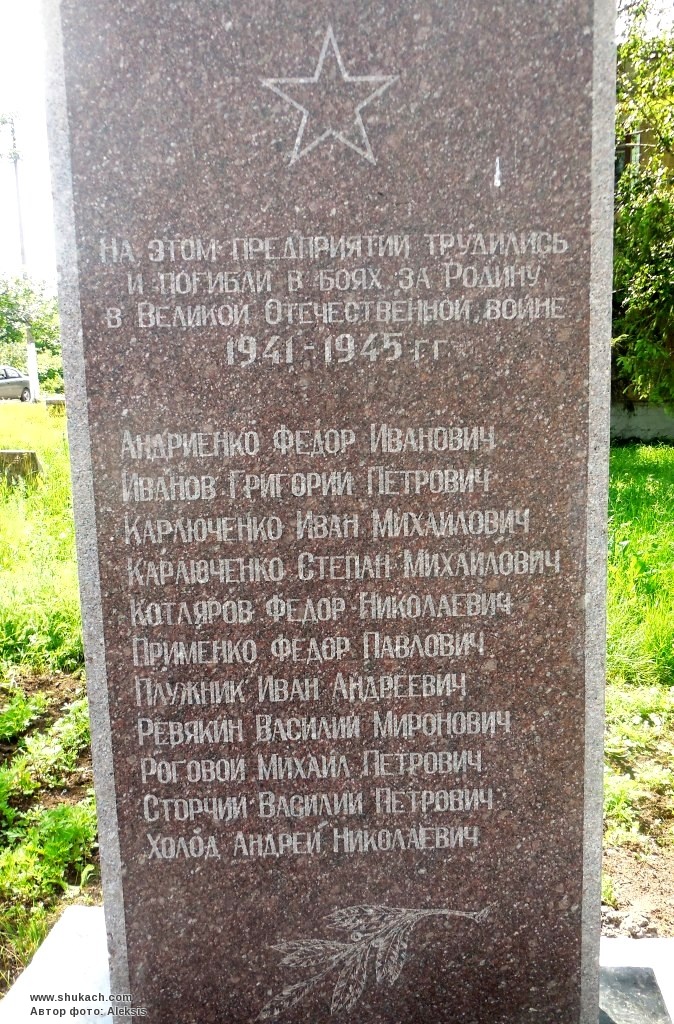 На этом предприятии трудились
и погибли в боях за Родину
в Великой Отечественной войне
1941-1945 гг.
Андриенко Федор Иванович
Иванов Григорий Петрович
Карлюченко Иван Михайлович
Карлюченко Степан Михайлович
Котляров Федор Николаевич
Применко Федор Павлович
Плужник Иван Андреевич
Ревякин Василий Миронович
Роговой Михаил Петрович
Сторчий Василий Петрович
Холод Андрей Николаевич
www.shukach.com
Автор фото: Aleksis